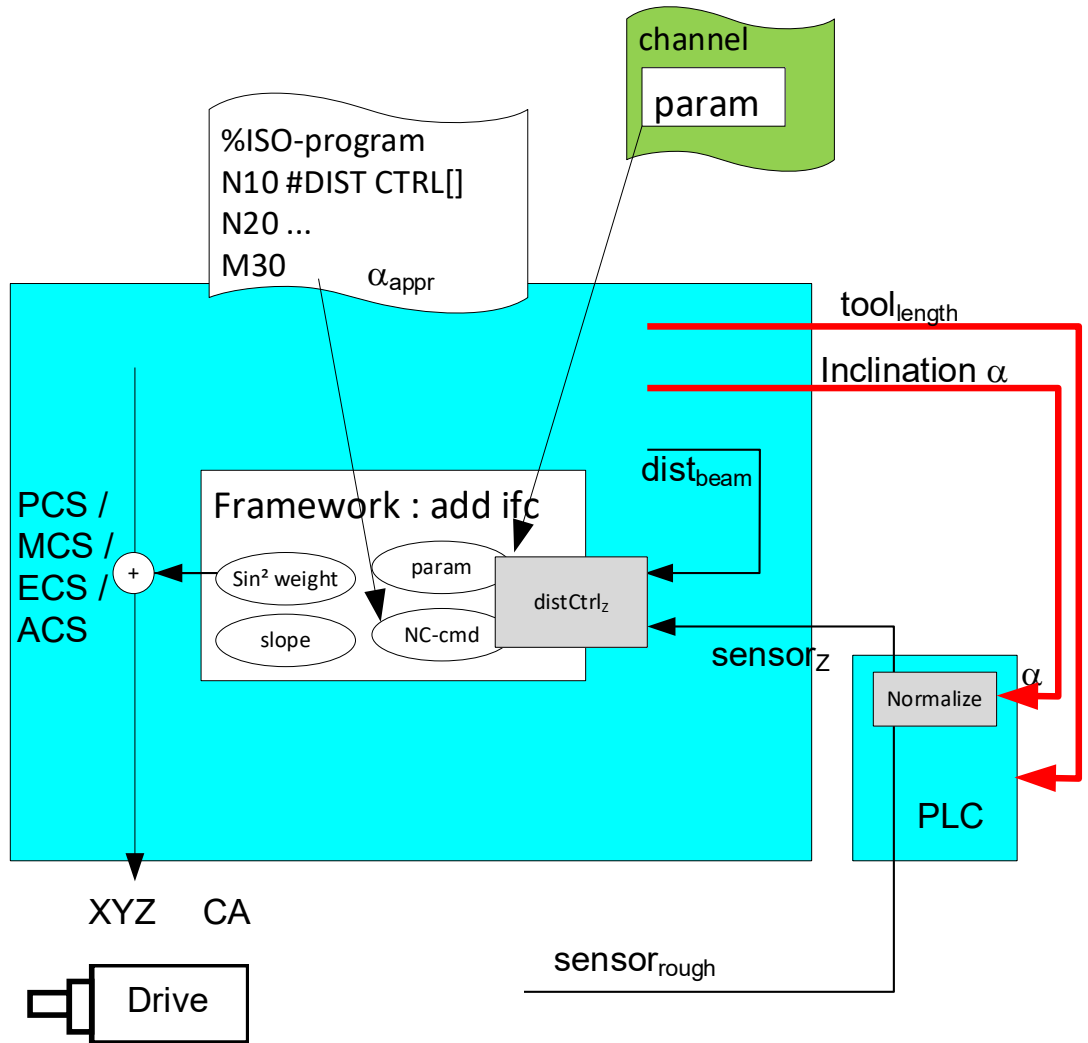 channel
param
%ISO-program
N10 #DIST CTRL[]
N20 ...
M30
αappr
toollength
Inclination α
distbeam
PCS /
MCS /
ECS /
ACS
+
Framework : add ifc
Sin² weight
param
slope
NC-cmd
distCtrlZ
sensorZ
α
Normalize
PLC
XYZ CA
sensorrough
Drive